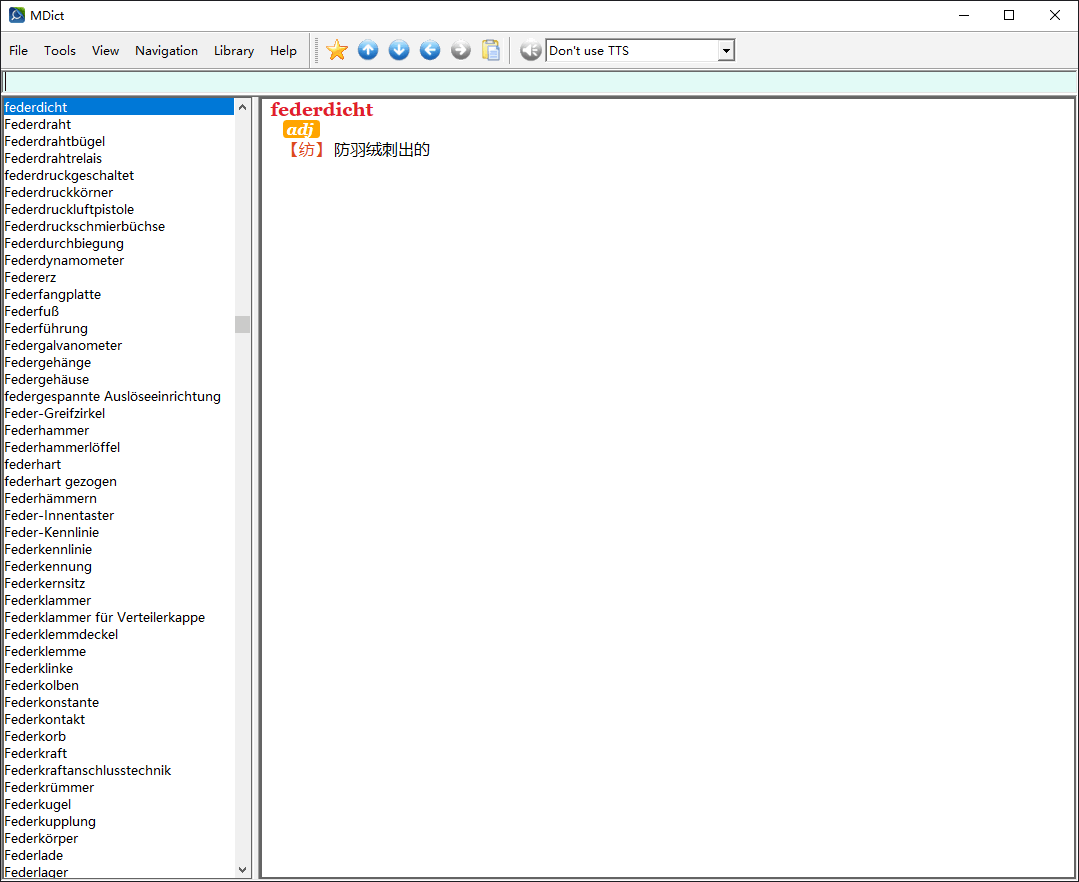 MDict
File Tools View Navigation Library Help Don't use TTS
federdicht
Federdraht
Federdrahtbügel
Federdrahtrelais
federdruckgeschaltet
Federdruckkörner
Federdruckluftpistole
Federdruckschmierbüchse
Federdurchbiegung
Federdynamometer
Federerz
Federfangplatte
Federfuß
Federführung
Federgalvanometer
Federgehänge
Federgehäuse
federgespannte Auslöseeinrichtung
Feder-Greifzirkel
Federhammer
Federhammerlöffel
federhart
federhart gezogen
Federhämmern
Feder-Innentaster
Feder-Kennlinie
Federkennlinie
Federkennung
Federkernsitz
Federklammer
Federklammer für Verteilerkappe
Federklemmdeckel
Federklemme
Federklinke
Federkolben
Federkonstante
Federkontakt
Federkorb
Federkraft
Federkraftanschlusstechnik
Federkrümmer
Federkugel
Federkupplung
Federkörper
Federlade
Federlager
federdicht
adj
【纺】 防羽绒刺出的